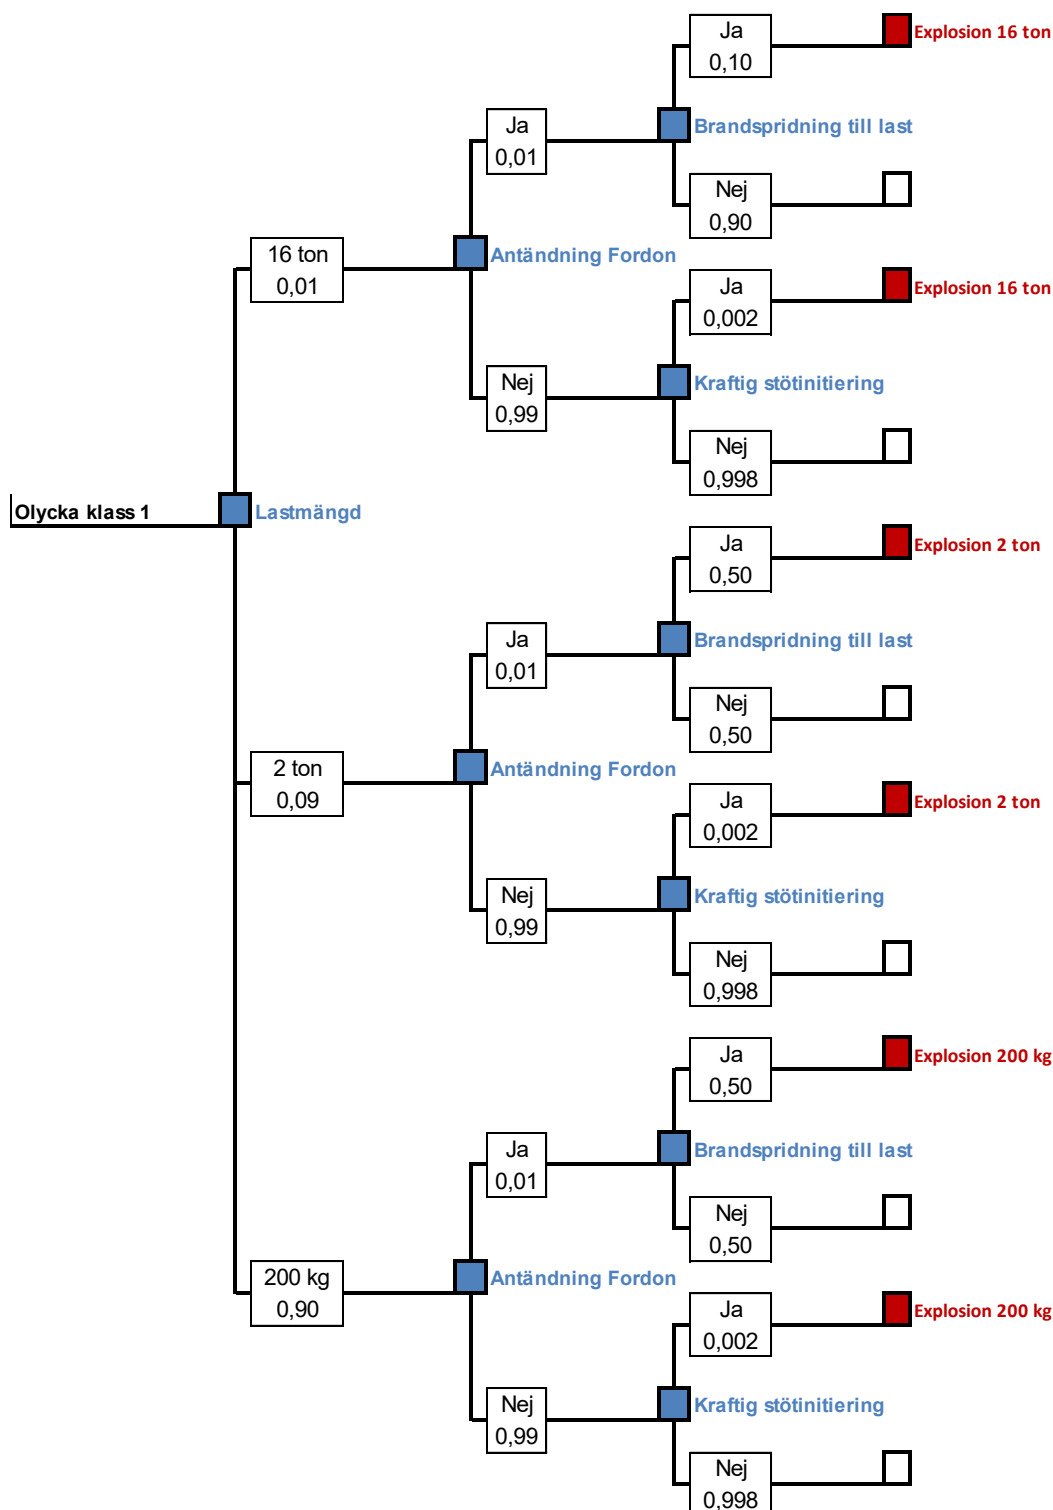 Ja
0,10
Explosion 16 ton
Ja
0,01
Brandspridning till last
Nej
0,90
16 ton
0,01
Antändning Fordon
Ja
0,002
Explosion 16 ton
Nej
0,99
Kraftig stötinitiering
Nej
0,998
Olycka klass 1
Lastmängd
Ja
0,50
Explosion 2 ton
Ja
0,01
Brandspridning till last
Nej
0,50
2 ton
0,09
Antändning Fordon
Ja
0,002
Explosion 2 ton
Nej
0,99
Kraftig stötinitiering
Nej
0,998
Ja
0,50
Explosion 200 kg
Ja
0,01
Brandspridning till last
Nej
0,50
200 kg
0,90
Antändning Fordon
Ja
0,002
Explosion 200 kg
Nej
0,99
Kraftig stötinitiering
Nej
0,998